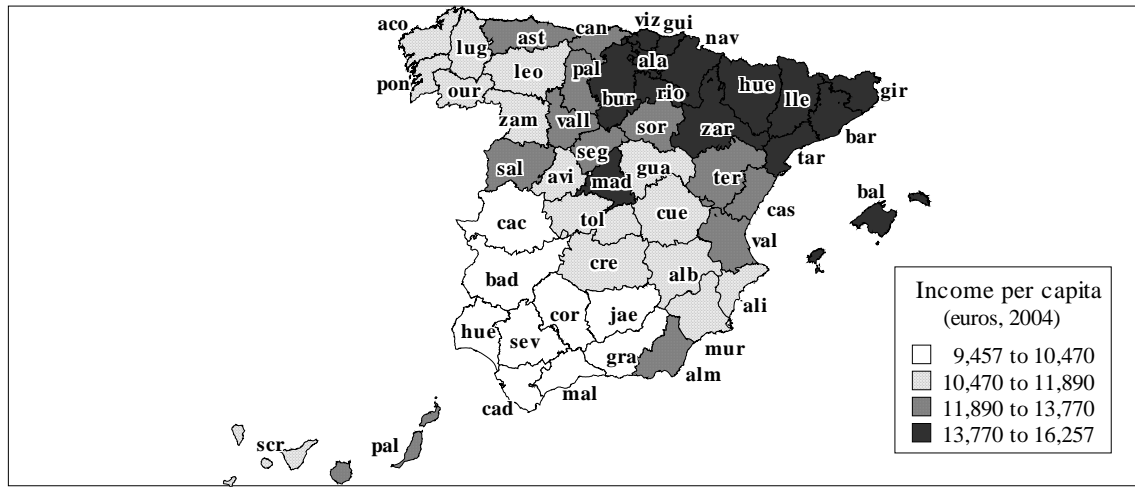 aco
lug
ast
can
viz
gui
nav
leo
pal
ala
hue
lle
gir
pon
our
bur
rio
zam
vall
sor
zar
bar
seg
tar
sal
avi
mad
gua
ter
bal
cac
tol
cue
cas
val
bad
cre
alb
ali
hue
cor
jae
sev
gra
mur
alm
cad
mal
scr
pal
Income per capita
(euros, 2004)
9,457 to 10,470
10,470 to 11,890
11,890 to 13,770
13,770 to 16,257